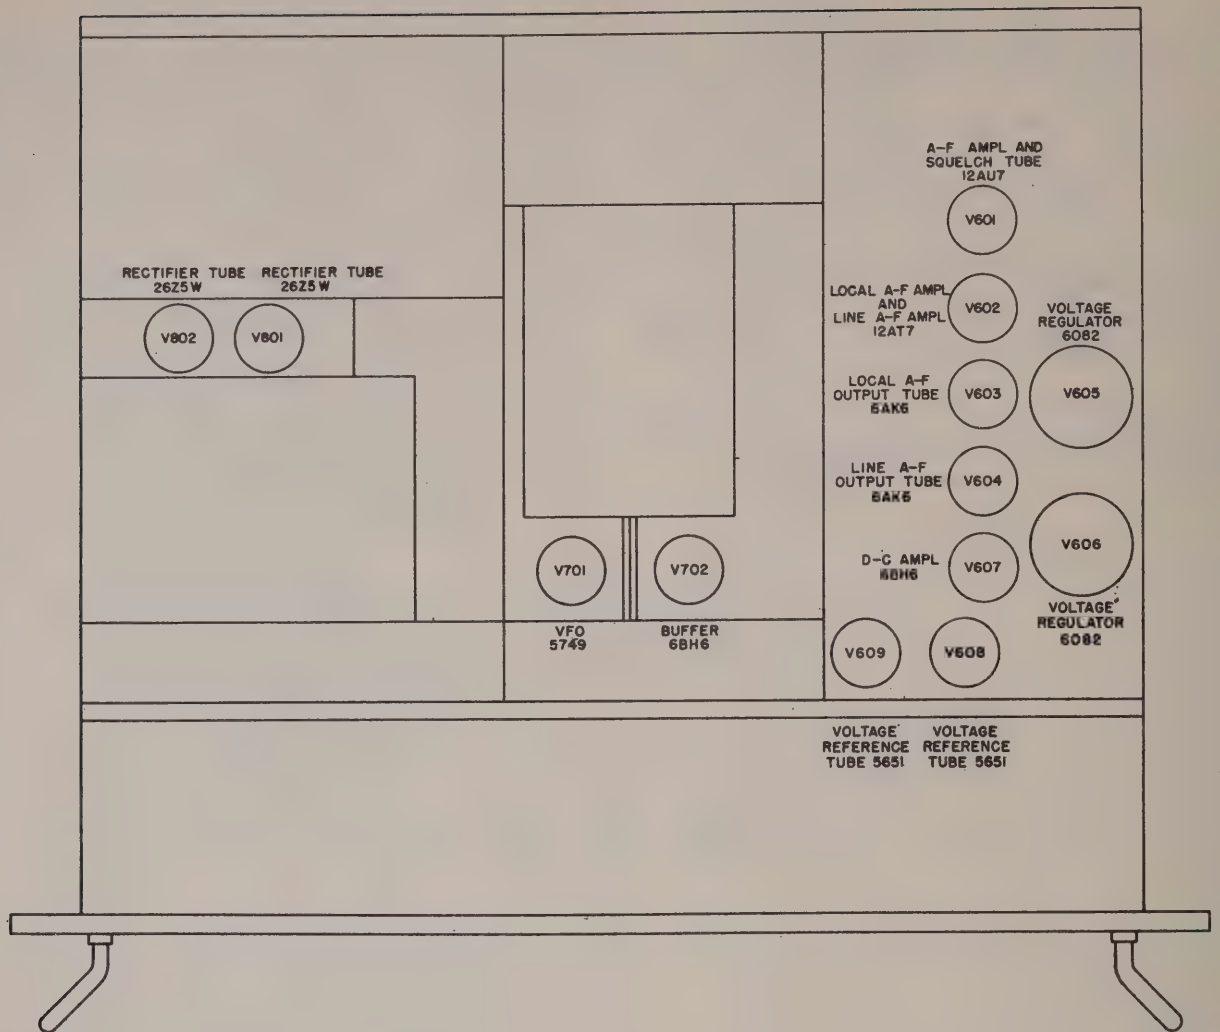 A-F AMPL AND
SQUELCH TUBE
12AU7
V601
RECTIFIER TUBE
26Z5W
RECTIFIER TUBE
26Z5W
V802
V801
LOCAL A-F AMPL
AND
LINE A-F AMPL
12AT7
V602
VOLTAGE
REGULATOR
6082
V605
LOCAL A-F
OUTPUT TUBE
6AK6
V603
LINE A-F
OUTPUT TUBE
6AK6
V604
D-C AMPL
6BH6
V607
V606
VOLTAGE
REGULATOR
6082
V701
VFO
5749
V702
BUFFER
6BH6
V609
V608
VOLTAGE
REFERENCE
TUBE 5651
VOLTAGE
REFERENCE
TUBE 5651